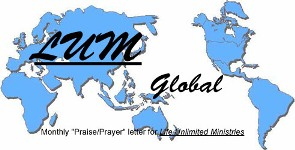 LUM
Global
Monthly "Praise/Prayer" letter for Life Unlimited Ministries